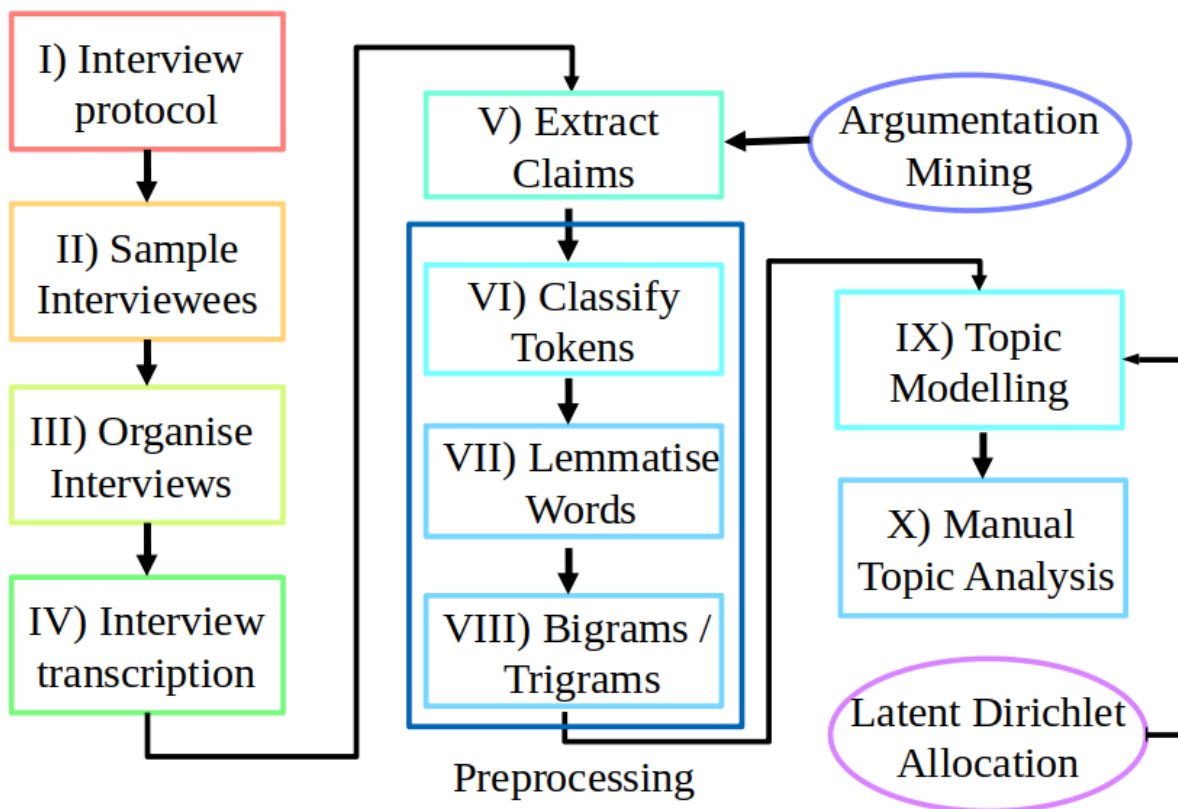 I) Interview
protocol
II) Sample
Interviewees
III) Organise
Interviews
IV) Interview
transcription
V) Extract
Claims
Argumentation
Mining
VI) Classify
Tokens
VII) Lemmatise
Words
VIII) Bigrams /
Trigrams
Preprocessing
IX) Topic
Modelling
X) Manual
Topic Analysis
Latent Dirichlet
Allocation